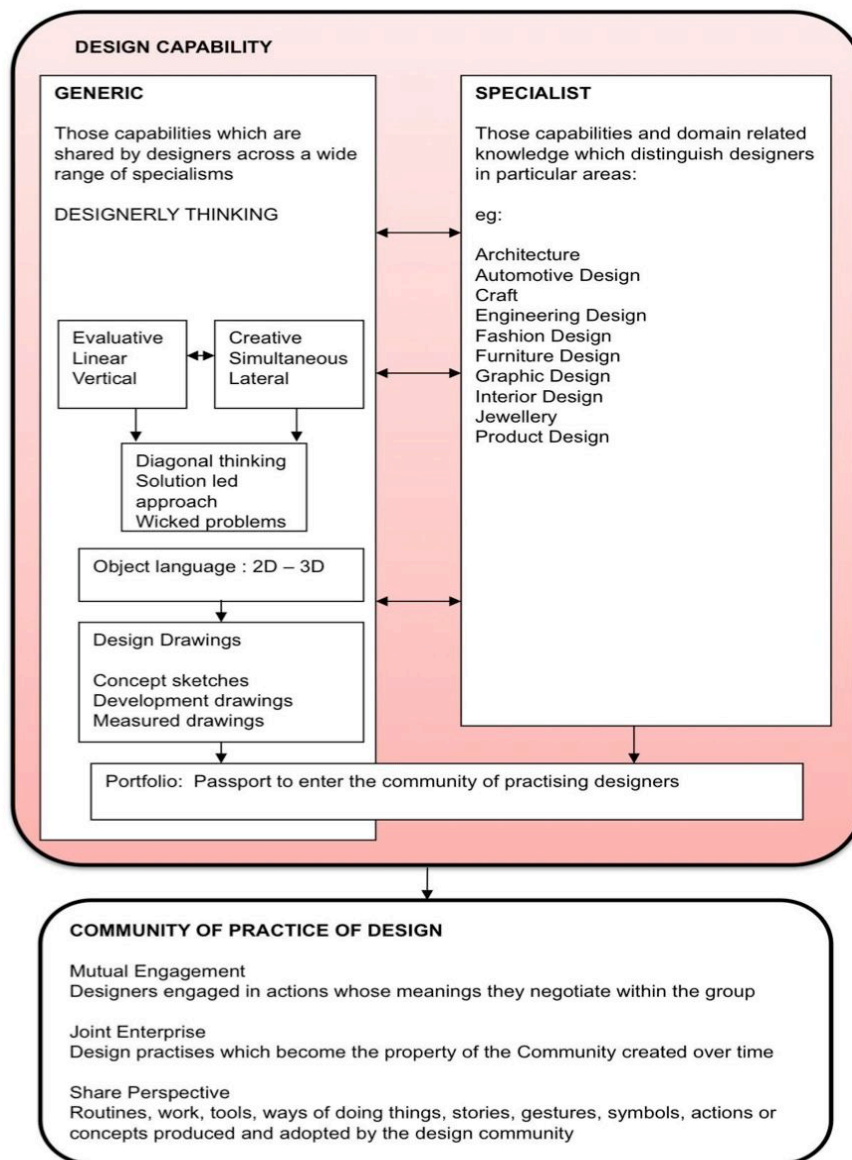 DESIGN CAPABILITY
GENERIC
Those capabilities which are
shared by designers across a wide
range of specialisms
DESIGNERLY THINKING
Evaluative
Linear
Vertical
Creative
Simultaneous
Lateral
Diagonal thinking
Solution led
approach
Wicked problems
Object language : 2D – 3D
Design Drawings
Concept sketches
Development drawings
Measured drawings
SPECIALIST
Those capabilities and domain related
knowledge which distinguish designers
in particular areas:
eg:
Architecture
Automotive Design
Craft
Engineering Design
Fashion Design
Furniture Design
Graphic Design
Interior Design
Jewellery
Product Design
Portfolio: Passport to enter the community of practising designers
COMMUNITY OF PRACTICE OF DESIGN
Mutual Engagement
Designers engaged in actions whose meanings they negotiate within the group
Joint Enterprise
Design practises which become the property of the Community created over time
Share Perspective
Routines, work, tools, ways of doing things, stories, gestures, symbols, actions or
concepts produced and adopted by the design community